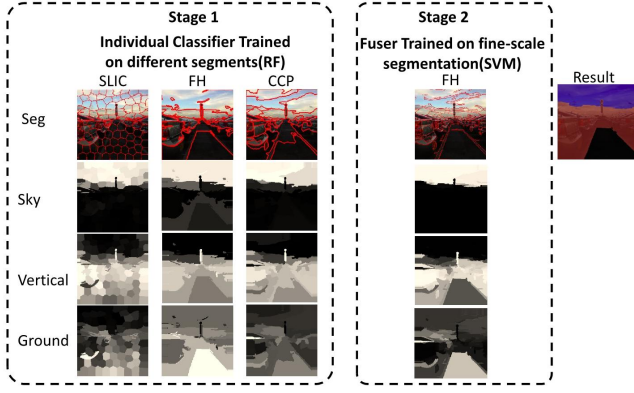 Stage 1
Individual Classifier Trained
on different segments(RF)
SLIC FH CCP
Seg
Sky
Vertical
Ground
Stage 2
Fuser Trained on fine-scale
segmentation(SVM)
FH
Result